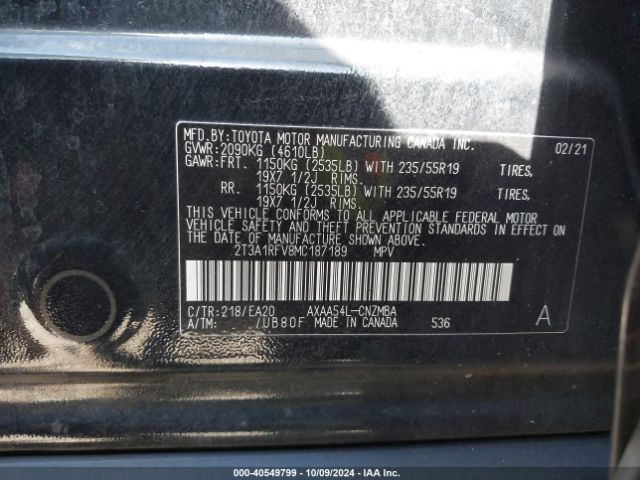 MFD.BY:TOYOTA MOTOR MANUFACTURING CANADA INC. 02/21
GVWR:2090KG (4610LB)
GAWR:FRT. 1150KG (2535LB) WITH 235/55R19 TIRES,
19X7 1/2J RIMS.
RR. 1150KG (2535LB) WITH 235/55R19 TIRES,
19X7 1/2J RIMS.
THIS VEHICLE CONFORMS TO ALL APPLICABLE FEDERAL MOTOR
VEHICLE SAFETY AND THEFT PREVENTION STANDARDS IN EFFECT
ON THE DATE OF MANUFACTURE SHOWN ABOVE.
2T3A1RFV8MC187189 MPV
C/TR:218/EA20 AXAA54L-CNZMBA
A/TM: /UB80F MADE IN CANADA 536 A
000-40549799 - 10/09/2024 - IAA Inc.